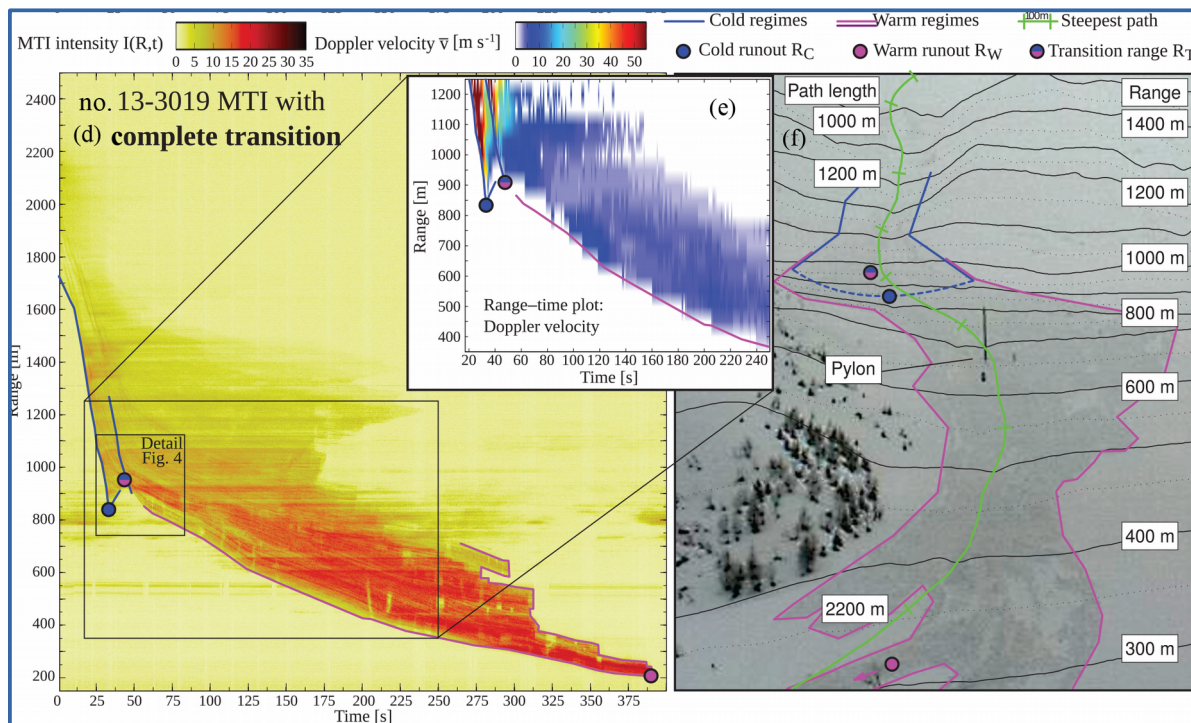 MTI intensity I(R,t)
0 5 10 15 20 25 30 35
Doppler velocity v̅ [m s⁻¹]
0 10 20 30 40 50
Cold regimes
Warm regimes
100m
Steepest path
Cold runout R_C
Warm runout R_W
Transition range R_T
no. 13-3019 MTI with
(d) complete transition
2400
2200
2000
1800
1600
1400
1200
1000
800
600
400
200
Range [m]
0 25 50 75 100 125 150 175 200 225 250 275 300 325 350 375
Time [s]
Detail
Fig. 4
(e)
1200
1100
1000
900
800
700
600
500
400
Range [m]
Range–time plot:
Doppler velocity
20 40 60 80 100 120 140 160 180 200 220 240
Time [s]
(f)
Path length
1000 m
1200 m
2200 m
Pylon
Range
1400 m
1200 m
1000 m
800 m
600 m
400 m
300 m